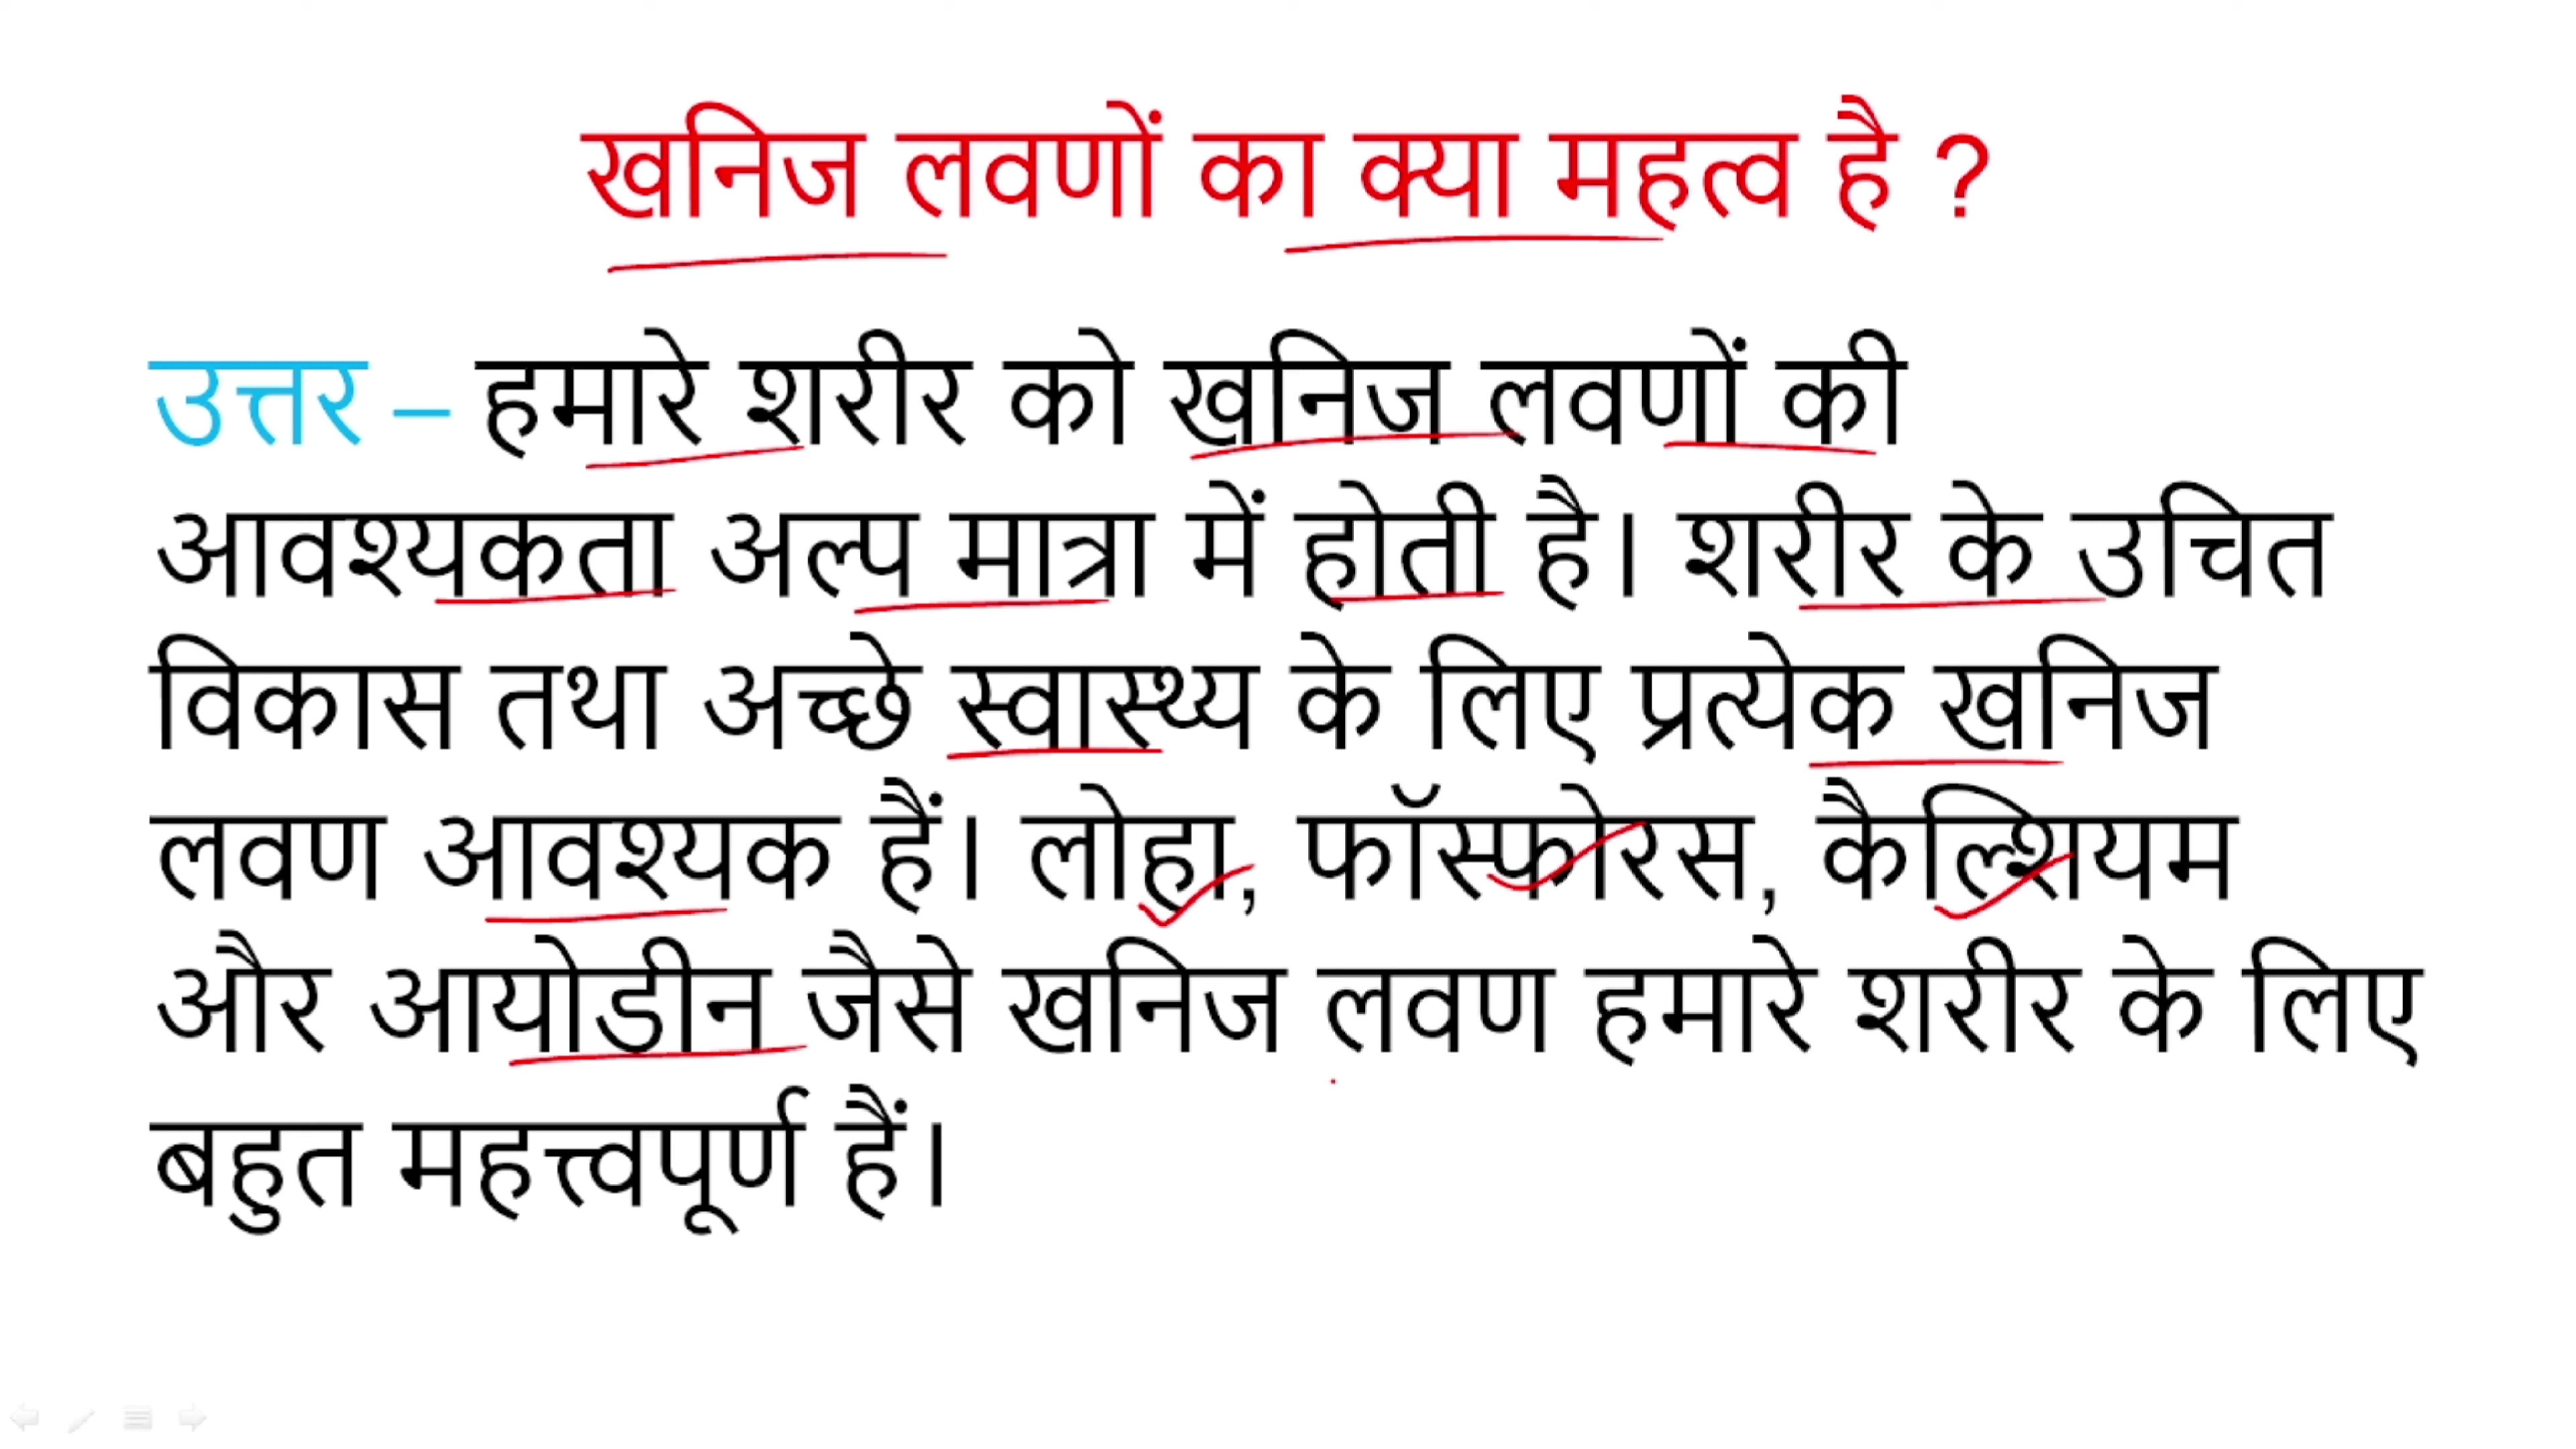 खनिज लवणों का क्या महत्व है ?
उत्तर – हमारे शरीर को खनिज लवणों की
आवश्यकता अल्प मात्रा में होती है। शरीर के उचित
विकास तथा अच्छे स्वास्थ्य के लिए प्रत्येक खनिज
लवण आवश्यक हैं। लोहा, फॉस्फोरस, कैल्शियम
और आयोडीन जैसे खनिज लवण हमारे शरीर के लिए
बहुत महत्त्वपूर्ण हैं।